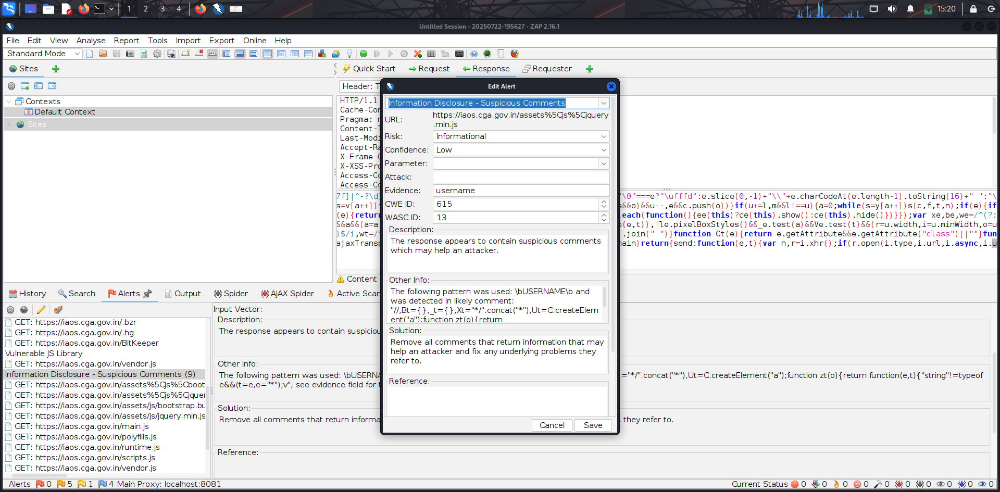 1 2 3 4 15:20
Untitled Session - 20250722-195627 - ZAP 2.16.1
File Edit View Analyse Report Tools Import Export Online Help
Standard Mode
Sites
Quick Start Request Response Requester
Header: T
Contexts
Default Context
Sites
HTTP/1.1
Cache-Con
Pragma: n
Content-T
Last-Modi
Accept-Ra
X-Frame-O
X-XSS-Pro
Access-Co
Access-Co
7f]|^-?\d)
s=v[a++])i
(e){return
&&a&&(a=a
)$/i,wt=/^
ajaxTransp
"\0"===e?"\ufffd":e.slice(0,-1)+"\\"+e.charCodeAt(e.length-1).toString(16)+" ":"\
s&&o)&&u--,e&&c.push(o))}if(u+=l,m&&l!==u){a=0;while(s=y[a++])s(c,f,t,n);if(e){if
.each(function(){ee(this)?ce(this).show():ce(this).hide()})}});var xe,be,we=/^(?:
e(e,t)),!le.pixelBoxStyles()&&_e.test(a)&&Ve.test(t)&&(r=u.width,i=u.minWidth,o=u
.join(" ")}function Ct(e){return e.getAttribute&&e.getAttribute("class")||""}fun
main)return{send:function(e,t){var n,r=i.xhr();if(r.open(i.type,i.url,i.async,i.u
Content
Edit Alert
Information Disclosure - Suspicious Comments
URL: https://iaos.cga.gov.in/assets%5Cjs%5Cjquery
.min.js
Risk: Informational
Confidence: Low
Parameter:
Attack:
Evidence: username
CWE ID: 615
WASC ID: 13
Description:
The response appears to contain suspicious comments
which may help an attacker.
Other Info:
The following pattern was used: \bUSERNAME\b and
was detected in likely comment:
"//,Bt={},_t={},Xt="*/".concat("*"),Ut=C.createElem
ent("a");function zt(o){return
Solution:
Remove all comments that return information that may
help an attacker and fix any underlying problems they
refer to.
Reference:
Cancel Save
History Search Alerts Output Spider AJAX Spider Active Scan
GET: https://iaos.cga.gov.in/.bzr
GET: https://iaos.cga.gov.in/.hg
GET: https://iaos.cga.gov.in/BitKeeper
Vulnerable JS Library
GET: https://iaos.cga.gov.in/vendor.js
Information Disclosure - Suspicious Comments (9)
GET: https://iaos.cga.gov.in/assets%5Cjs%5Cboot
GET: https://iaos.cga.gov.in/assets%5Cjs%5Cjquer
GET: https://iaos.cga.gov.in/assets/js/bootstrap.bu
GET: https://iaos.cga.gov.in/assets/js/jquery.min.js
GET: https://iaos.cga.gov.in/main.js
GET: https://iaos.cga.gov.in/polyfills.js
GET: https://iaos.cga.gov.in/runtime.js
GET: https://iaos.cga.gov.in/scripts.js
GET: https://iaos.cga.gov.in/vendor.js
Input Vector:
Description:
The response appears to contain suspiciou
Other Info:
The following pattern was used: \bUSERNA t="*/".concat("*"),Ut=C.createElement("a");function zt(o){return function(e,t){"string"!=typeof
e&&(t=e,e="*");v", see evidence field for t
Solution:
Remove all comments that return informa s they refer to.
Reference:
Alerts 0 5 1 4 Main Proxy: localhost:8081 Current Status 0 0 0 0 0 0 0 0 0 0